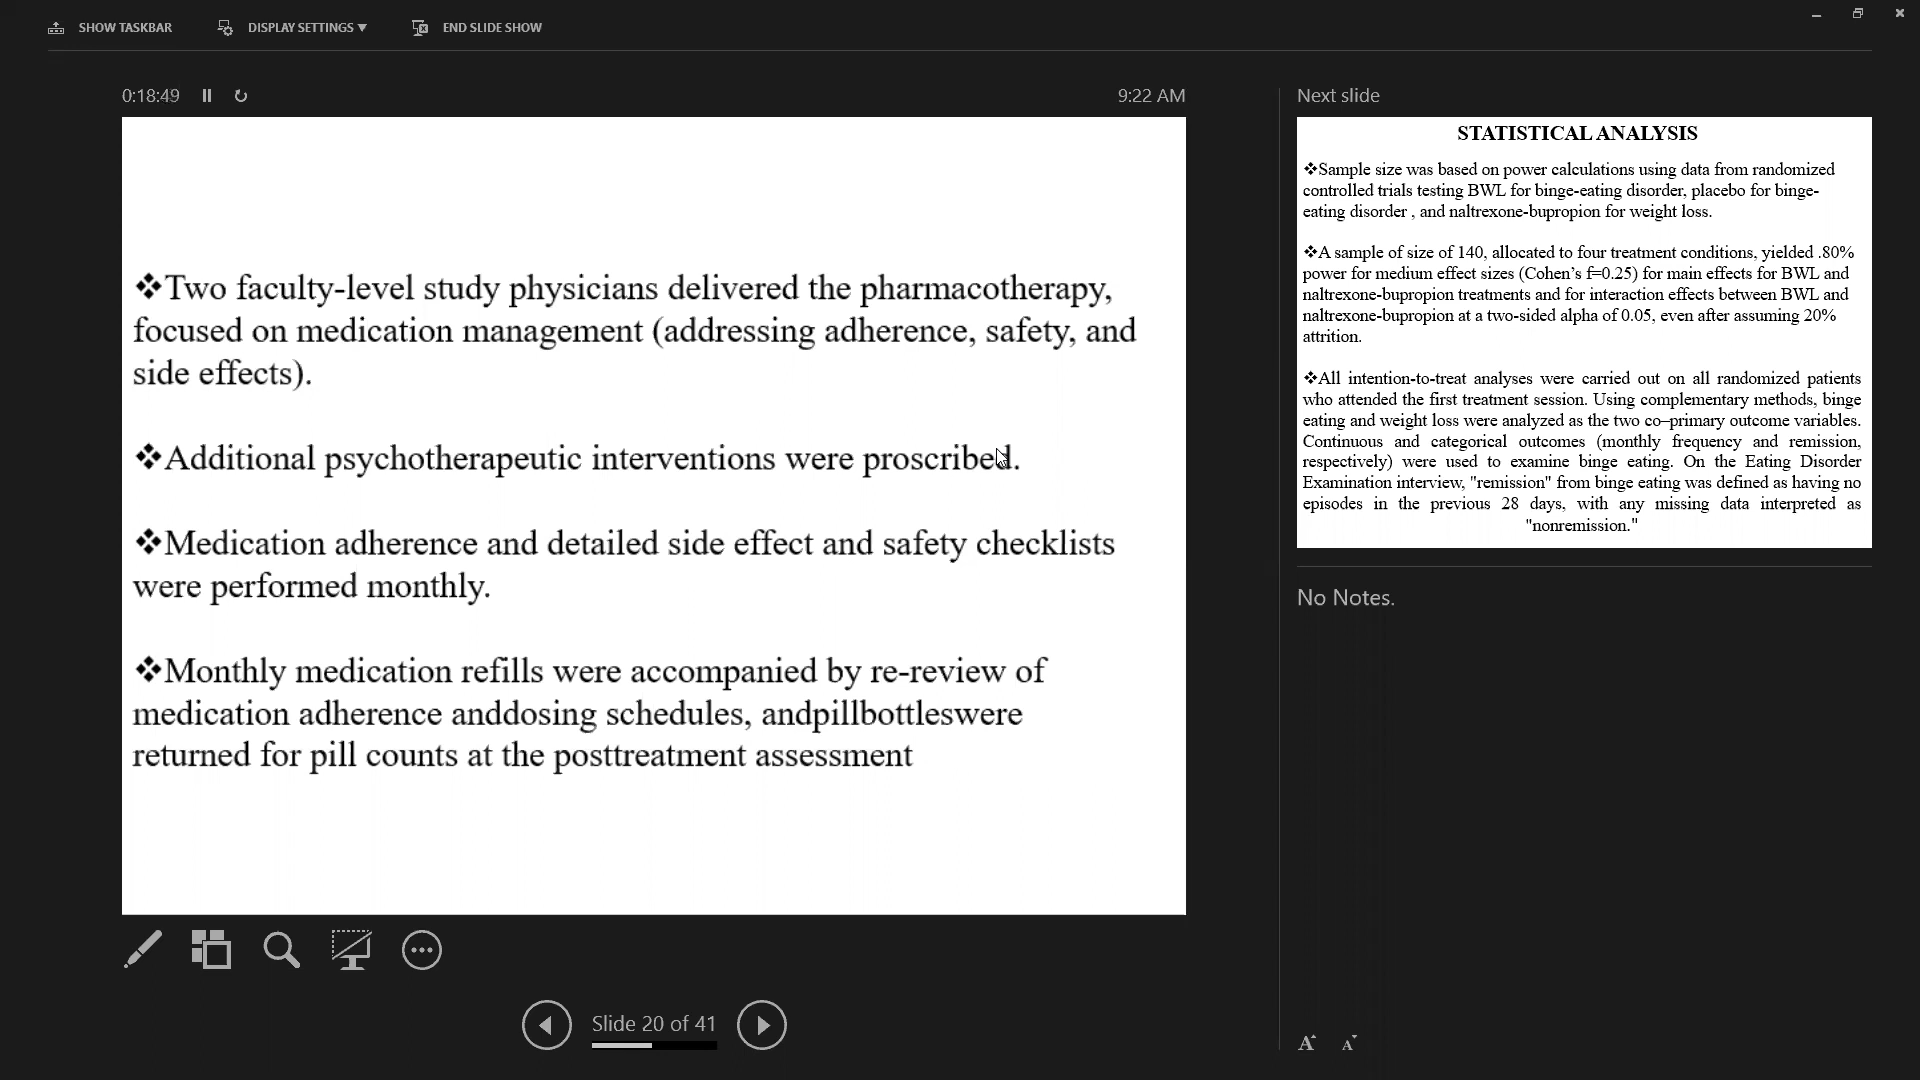 SHOW TASKBAR
DISPLAY SETTINGS
END SLIDE SHOW
0:18:49
9:22 AM
❖Two faculty-level study physicians delivered the pharmacotherapy,
focused on medication management (addressing adherence, safety, and
side effects).
❖Additional psychotherapeutic interventions were proscribed.
❖Medication adherence and detailed side effect and safety checklists
were performed monthly.
❖Monthly medication refills were accompanied by re-review of
medication adherence anddosing schedules, andpillbottleswere
returned for pill counts at the posttreatment assessment
Slide 20 of 41
Next slide
STATISTICAL ANALYSIS
❖Sample size was based on power calculations using data from randomized
controlled trials testing BWL for binge-eating disorder, placebo for binge-
eating disorder , and naltrexone-bupropion for weight loss.
❖A sample of size of 140, allocated to four treatment conditions, yielded .80%
power for medium effect sizes (Cohen’s f=0.25) for main effects for BWL and
naltrexone-bupropion treatments and for interaction effects between BWL and
naltrexone-bupropion at a two-sided alpha of 0.05, even after assuming 20%
attrition.
❖All intention-to-treat analyses were carried out on all randomized patients
who attended the first treatment session. Using complementary methods, binge
eating and weight loss were analyzed as the two co–primary outcome variables.
Continuous and categorical outcomes (monthly frequency and remission,
respectively) were used to examine binge eating. On the Eating Disorder
Examination interview, "remission" from binge eating was defined as having no
episodes in the previous 28 days, with any missing data interpreted as
"nonremission."
No Notes.
A A